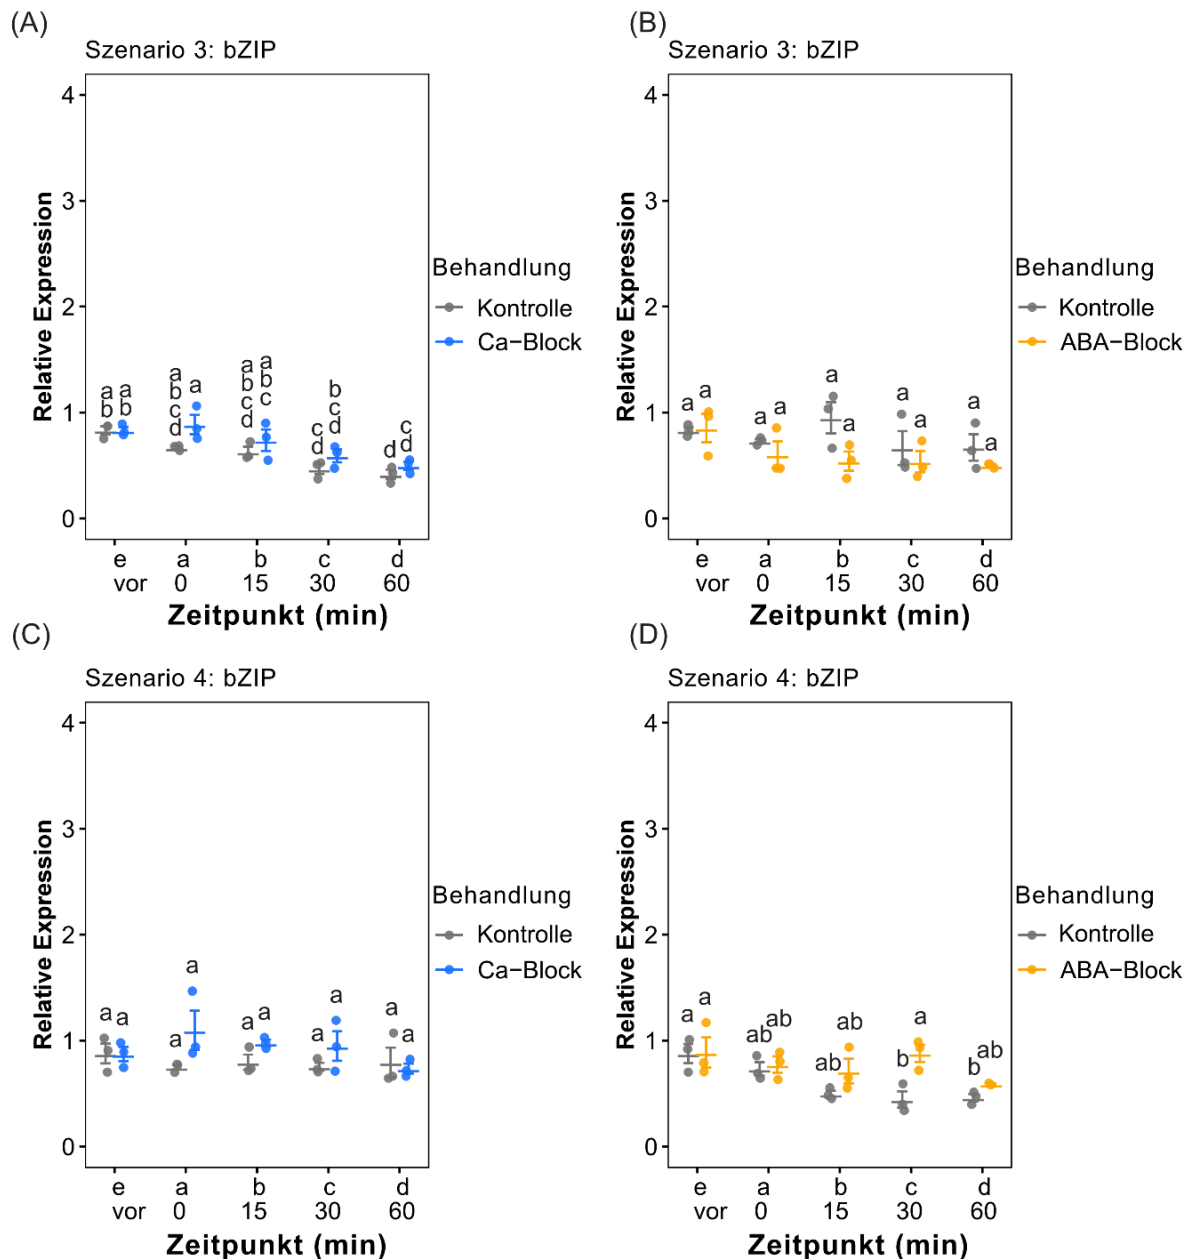 (A)
Szenario 3: bZIP
4
3
2
1
0
Relative Expression
a a
b b
a a
b
c
d
a a
b b
c c
d
b
c c
d d
c
d d
e a b c d
vor 0 15 30 60
Zeitpunkt (min)
Behandlung
Kontrolle
Ca-Block
(B)
Szenario 3: bZIP
4
3
2
1
0
Relative Expression
a a a a a a a a a a
e a b c d
vor 0 15 30 60
Zeitpunkt (min)
Behandlung
Kontrolle
ABA-Block
(C)
Szenario 4: bZIP
4
3
2
1
0
Relative Expression
a a a a a a a a a a
e a b c d
vor 0 15 30 60
Zeitpunkt (min)
Behandlung
Kontrolle
Ca-Block
(D)
Szenario 4: bZIP
4
3
2
1
0
Relative Expression
a a ab ab ab ab b a b ab
e a b c d
vor 0 15 30 60
Zeitpunkt (min)
Behandlung
Kontrolle
ABA-Block